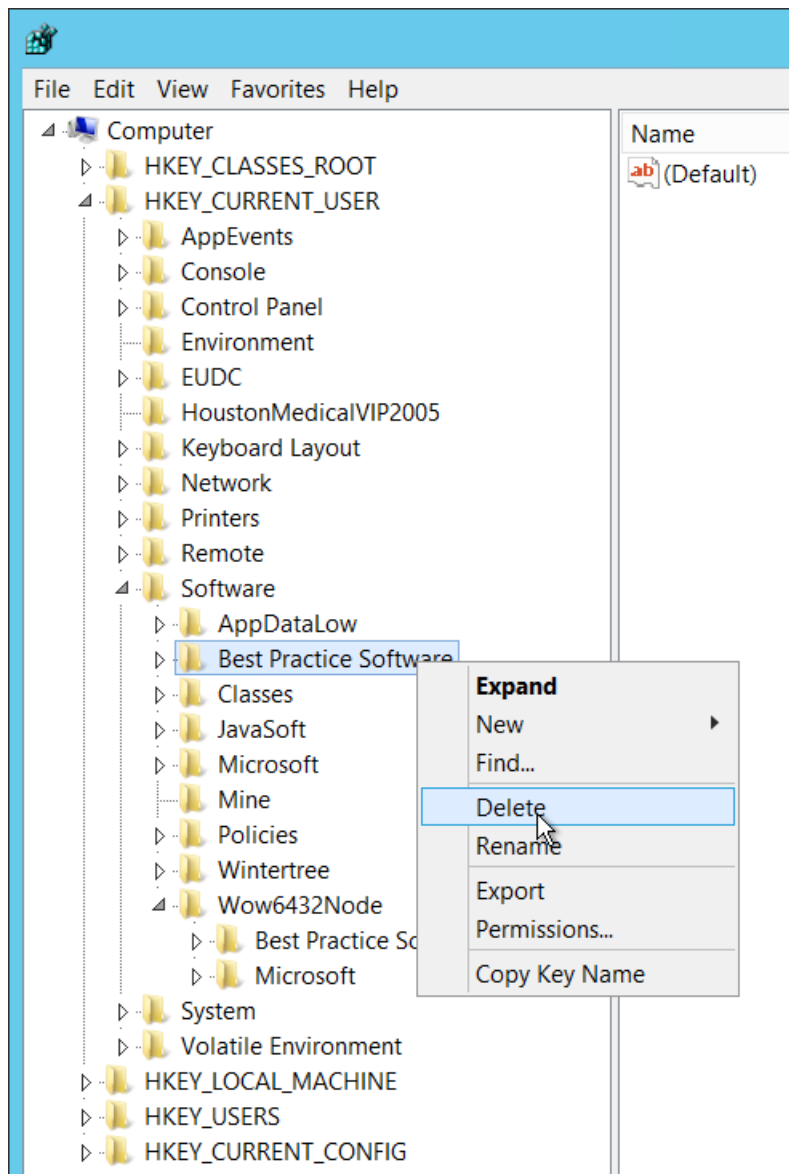 File Edit View Favorites Help
Computer
HKEY_CLASSES_ROOT
HKEY_CURRENT_USER
AppEvents
Console
Control Panel
Environment
EUDC
HoustonMedicalVIP2005
Keyboard Layout
Network
Printers
Remote
Software
AppDataLow
Best Practice Software
Classes
JavaSoft
Microsoft
Mine
Policies
Wintertree
Wow6432Node
Best Practice
Microsoft
System
Volatile Environment
HKEY_LOCAL_MACHINE
HKEY_USERS
HKEY_CURRENT_CONFIG
Name
ab (Default)
Expand
New
Find...
Delete
Rename
Export
Permissions...
Copy Key Name